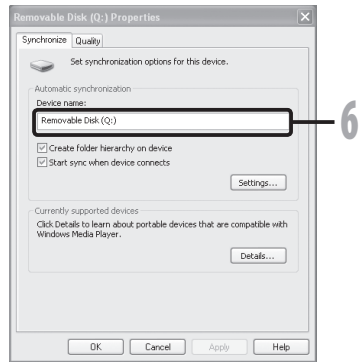 Removable Disk (Q:) Properties
Synchronize Quality
Set synchronization options for this device.
Automatic synchronization
Device name:
Removable Disk (Q:)
6
Create folder hierarchy on device
Start sync when device connects
Settings...
Currently supported devices
Click Details to learn about portable devices that are compatible with
Windows Media Player.
Details...
OK Cancel Apply Help